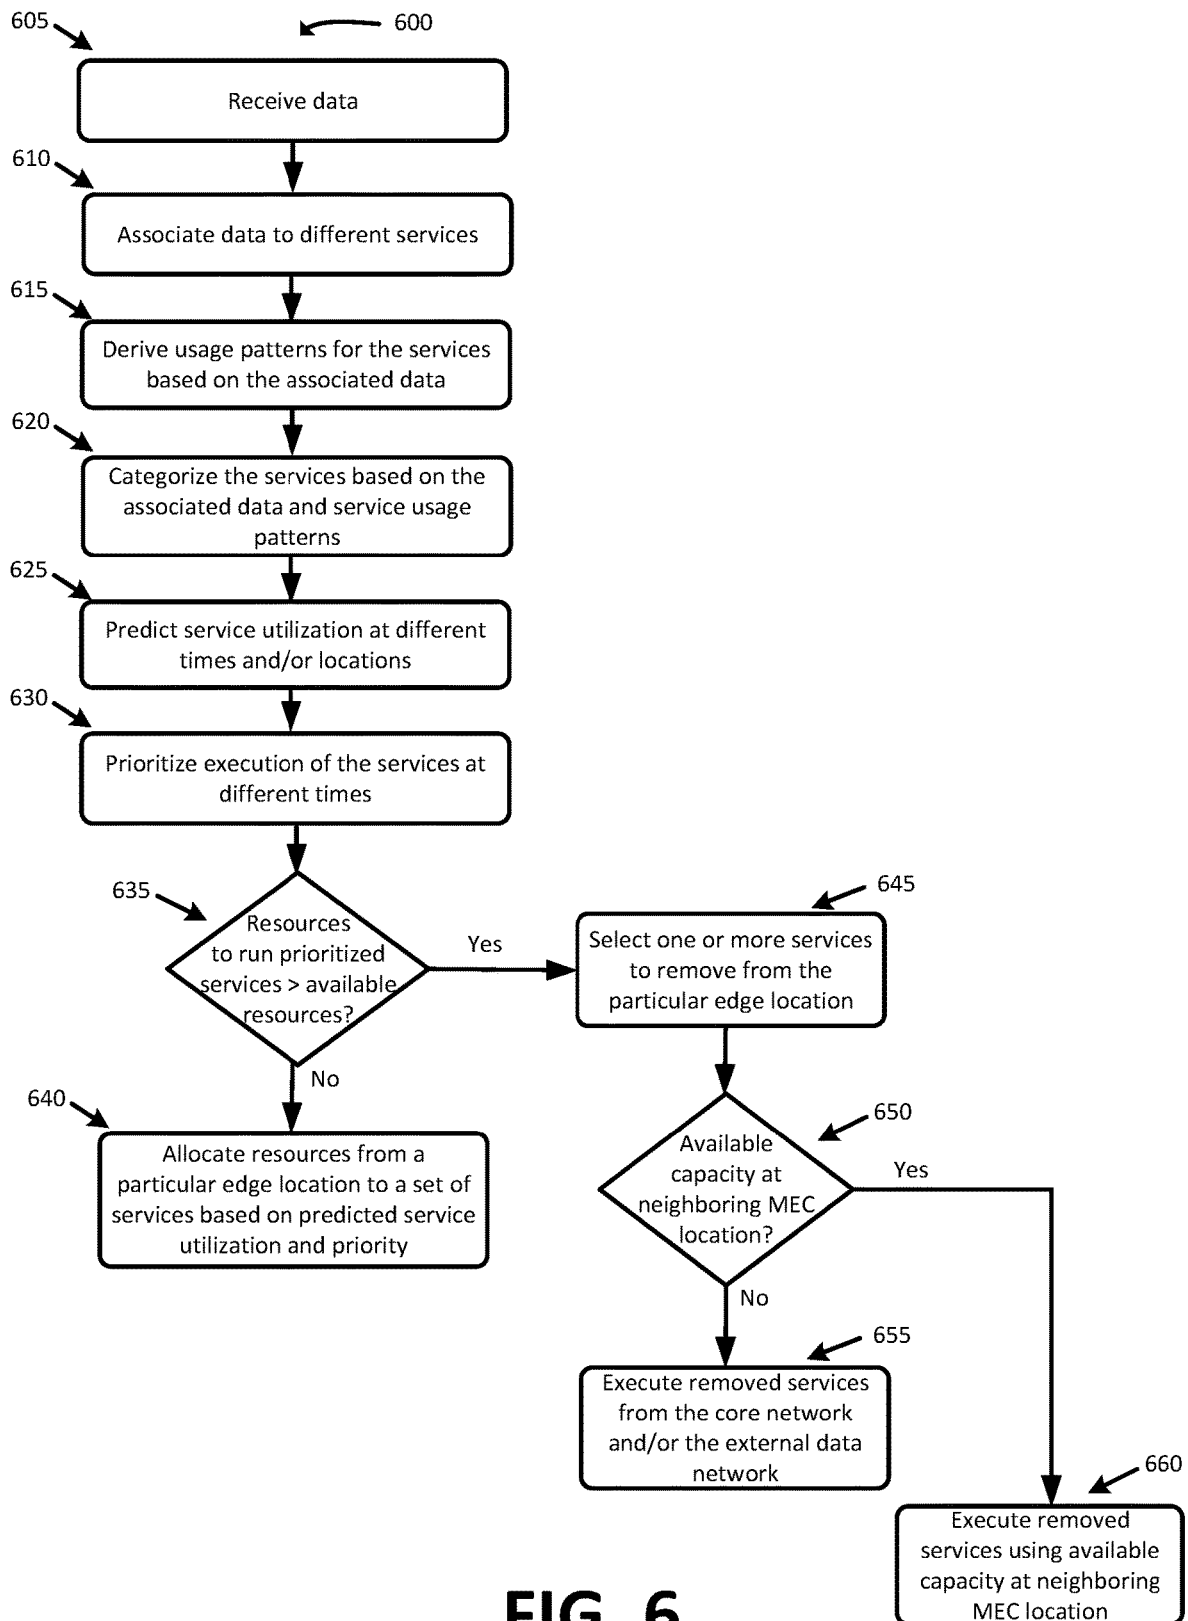 605
600
Receive data
610
Associate data to different services
615
Derive usage patterns for the services
based on the associated data
620
Categorize the services based on the
associated data and service usage
patterns
625
Predict service utilization at different
times and/or locations
630
Prioritize execution of the services at
different times
635
Resources
to run prioritized
services > available
resources?
Yes
No
645
Select one or more services
to remove from the
particular edge location
640
Allocate resources from a
particular edge location to a set of
services based on predicted service
utilization and priority
650
Available
capacity at
neighboring MEC
location?
Yes
No
655
Execute removed services
from the core network
and/or the external data
network
660
Execute removed
services using available
capacity at neighboring
MEC location
FIG. 6